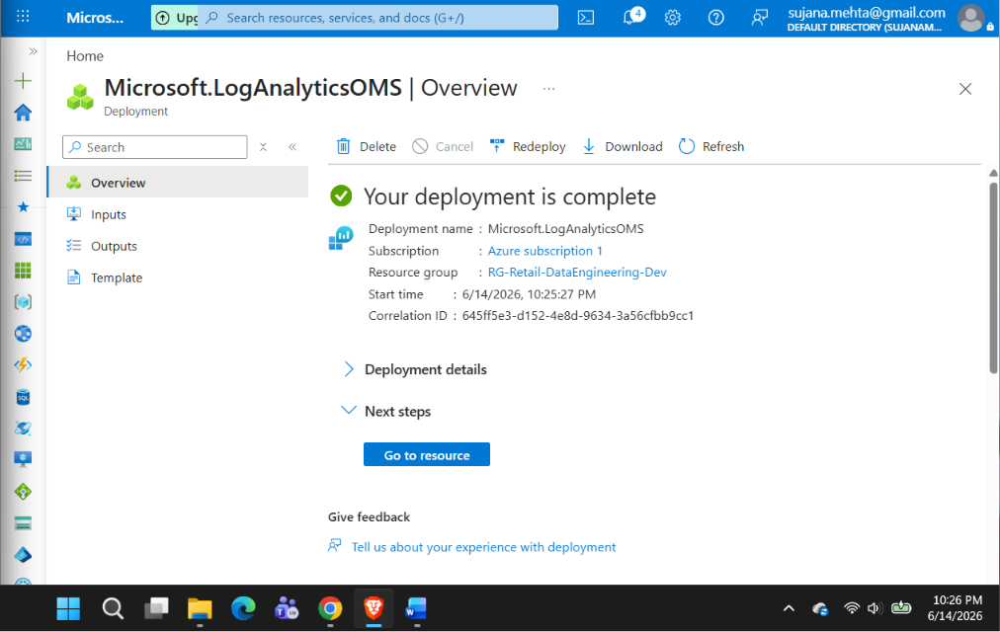 Micros...
Upg
Search resources, services, and docs (G+/)
4
sujana.mehta@gmail.com
DEFAULT DIRECTORY (SUJANAM...
Home
Microsoft.LogAnalyticsOMS | Overview ...
Deployment
Search
Delete
Cancel
Redeploy
Download
Refresh
Overview
Inputs
Outputs
Template
Your deployment is complete
Deployment name : Microsoft.LogAnalyticsOMS
Subscription : Azure subscription 1
Resource group : RG-Retail-DataEngineering-Dev
Start time : 6/14/2026, 10:25:27 PM
Correlation ID : 645ff5e3-d152-4e8d-9634-3a56cfbb9cc1
Deployment details
Next steps
Go to resource
Give feedback
Tell us about your experience with deployment
10:26 PM
6/14/2026